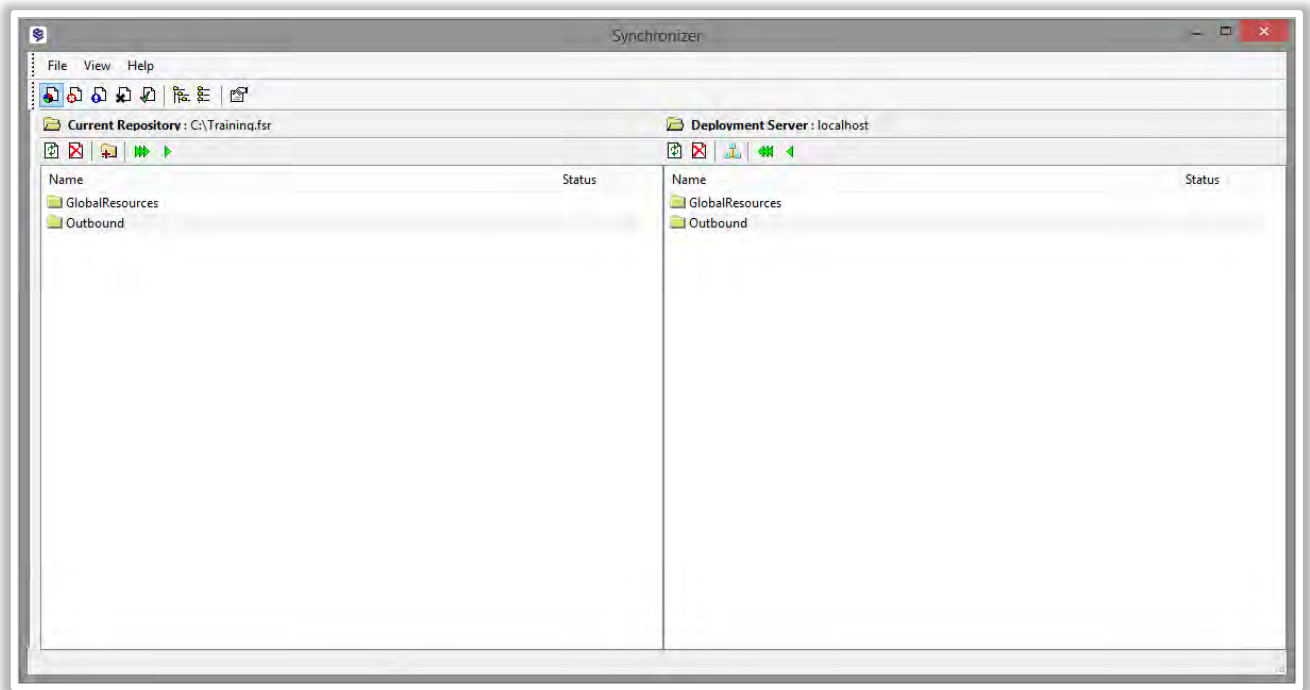 Synchronizer
File View Help
Current Repository : C:\Training.fsr
Deployment Server : localhost
Name Status
Name Status
GlobalResources
GlobalResources
Outbound
Outbound